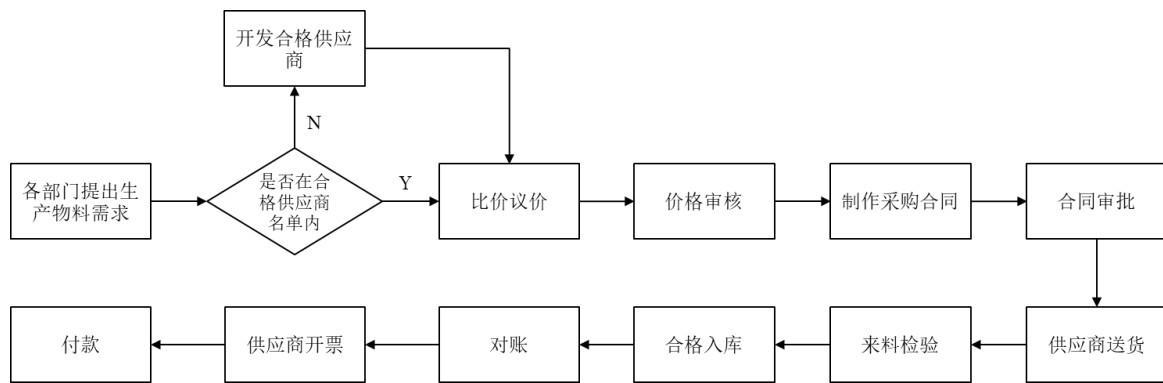 开发合格供应
商
N
各部门提出生
产物料需求
是否在合
格供应商
名单内
Y
比价议价
价格审核
制作采购合同
合同审批
付款
供应商开票
对账
合格入库
来料检验
供应商送货